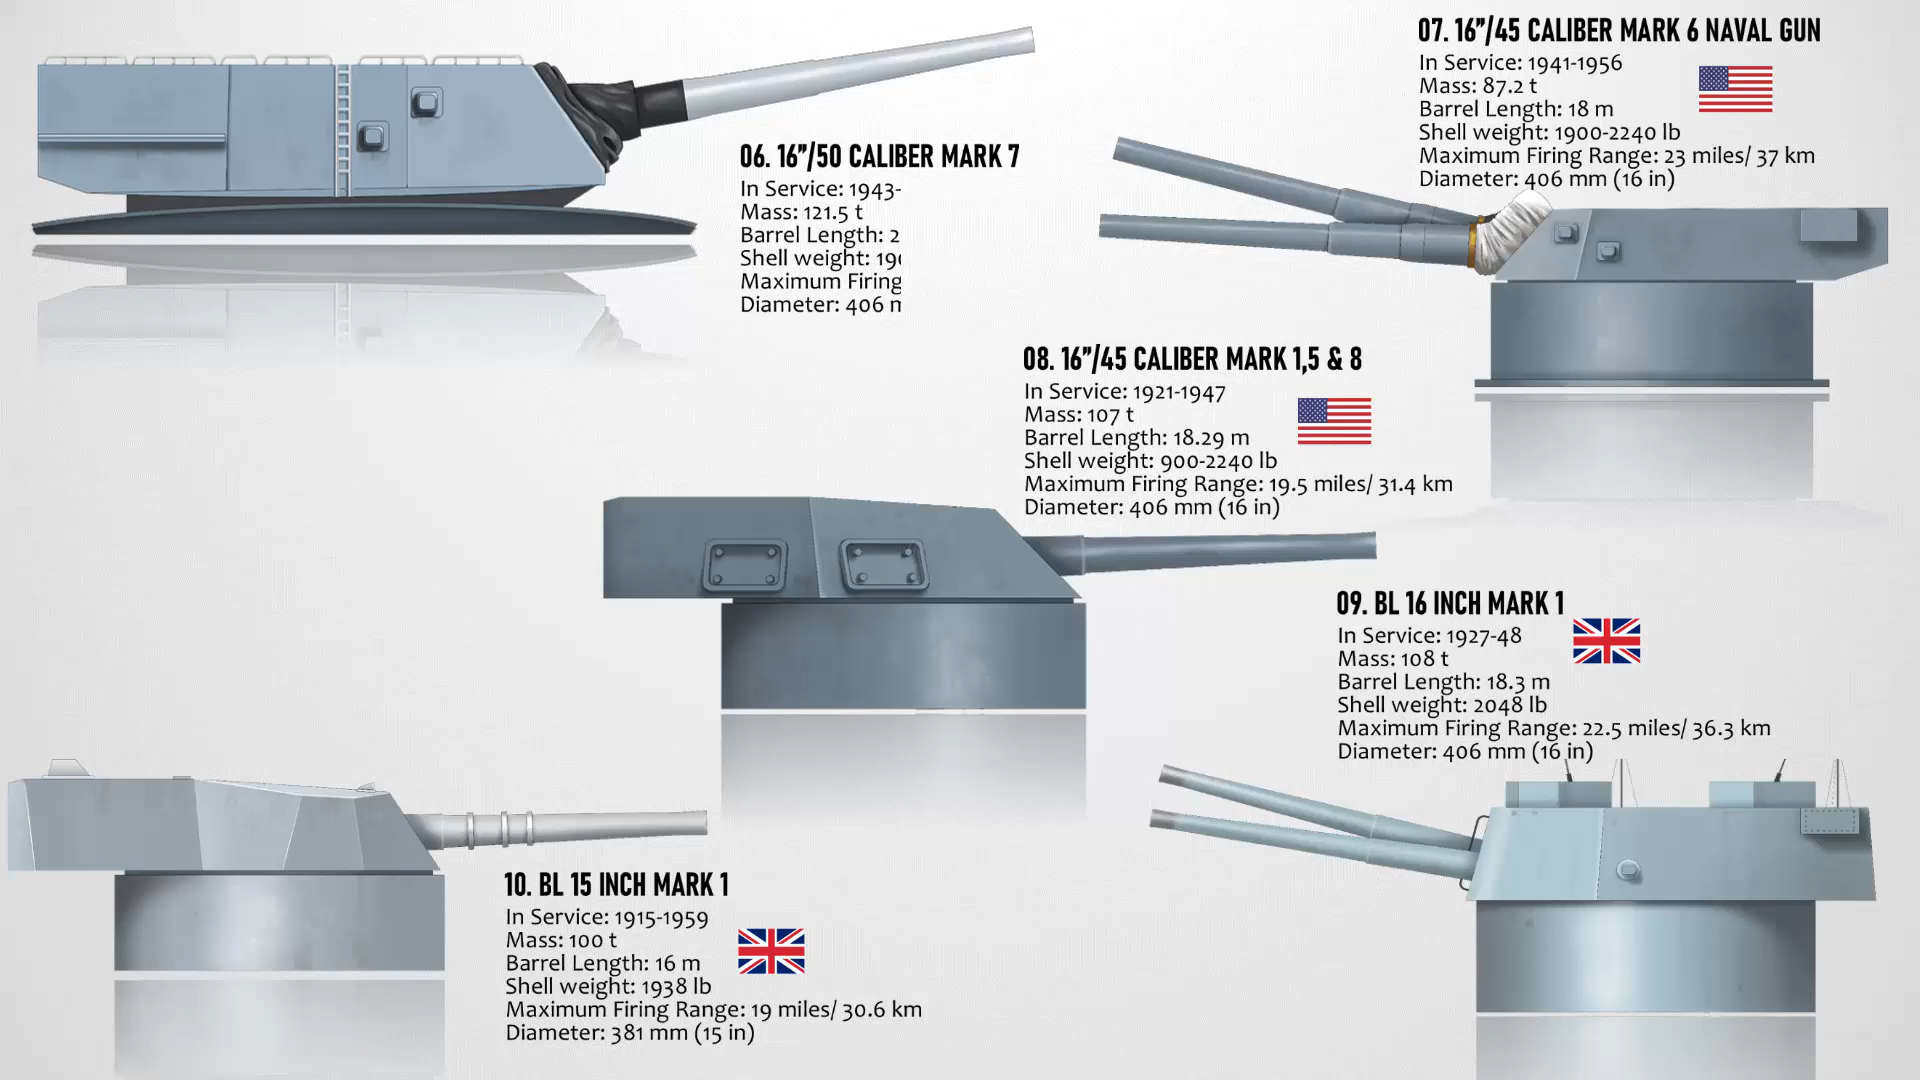 06. 16"/50 CALIBER MARK 7
In Service: 1943-
Mass: 121.5 t
Barrel Length: 2
Shell weight: 19
Maximum Firing
Diameter: 406
07. 16"/45 CALIBER MARK 6 NAVAL GUN
In Service: 1941-1956
Mass: 87.2 t
Barrel Length: 18 m
Shell weight: 1900-2240 lb
Maximum Firing Range: 23 miles/ 37 km
Diameter: 406 mm (16 in)
08. 16"/45 CALIBER MARK 1,5 & 8
In Service: 1921-1947
Mass: 107 t
Barrel Length: 18.29 m
Shell weight: 900-2240 lb
Maximum Firing Range: 19.5 miles/ 31.4 km
Diameter: 406 mm (16 in)
09. BL 16 INCH MARK 1
In Service: 1927-48
Mass: 108 t
Barrel Length: 18.3 m
Shell weight: 2048 lb
Maximum Firing Range: 22.5 miles/ 36.3 km
Diameter: 406 mm (16 in)
10. BL 15 INCH MARK 1
In Service: 1915-1959
Mass: 100 t
Barrel Length: 16 m
Shell weight: 1938 lb
Maximum Firing Range: 19 miles/ 30.6 km
Diameter: 381 mm (15 in)